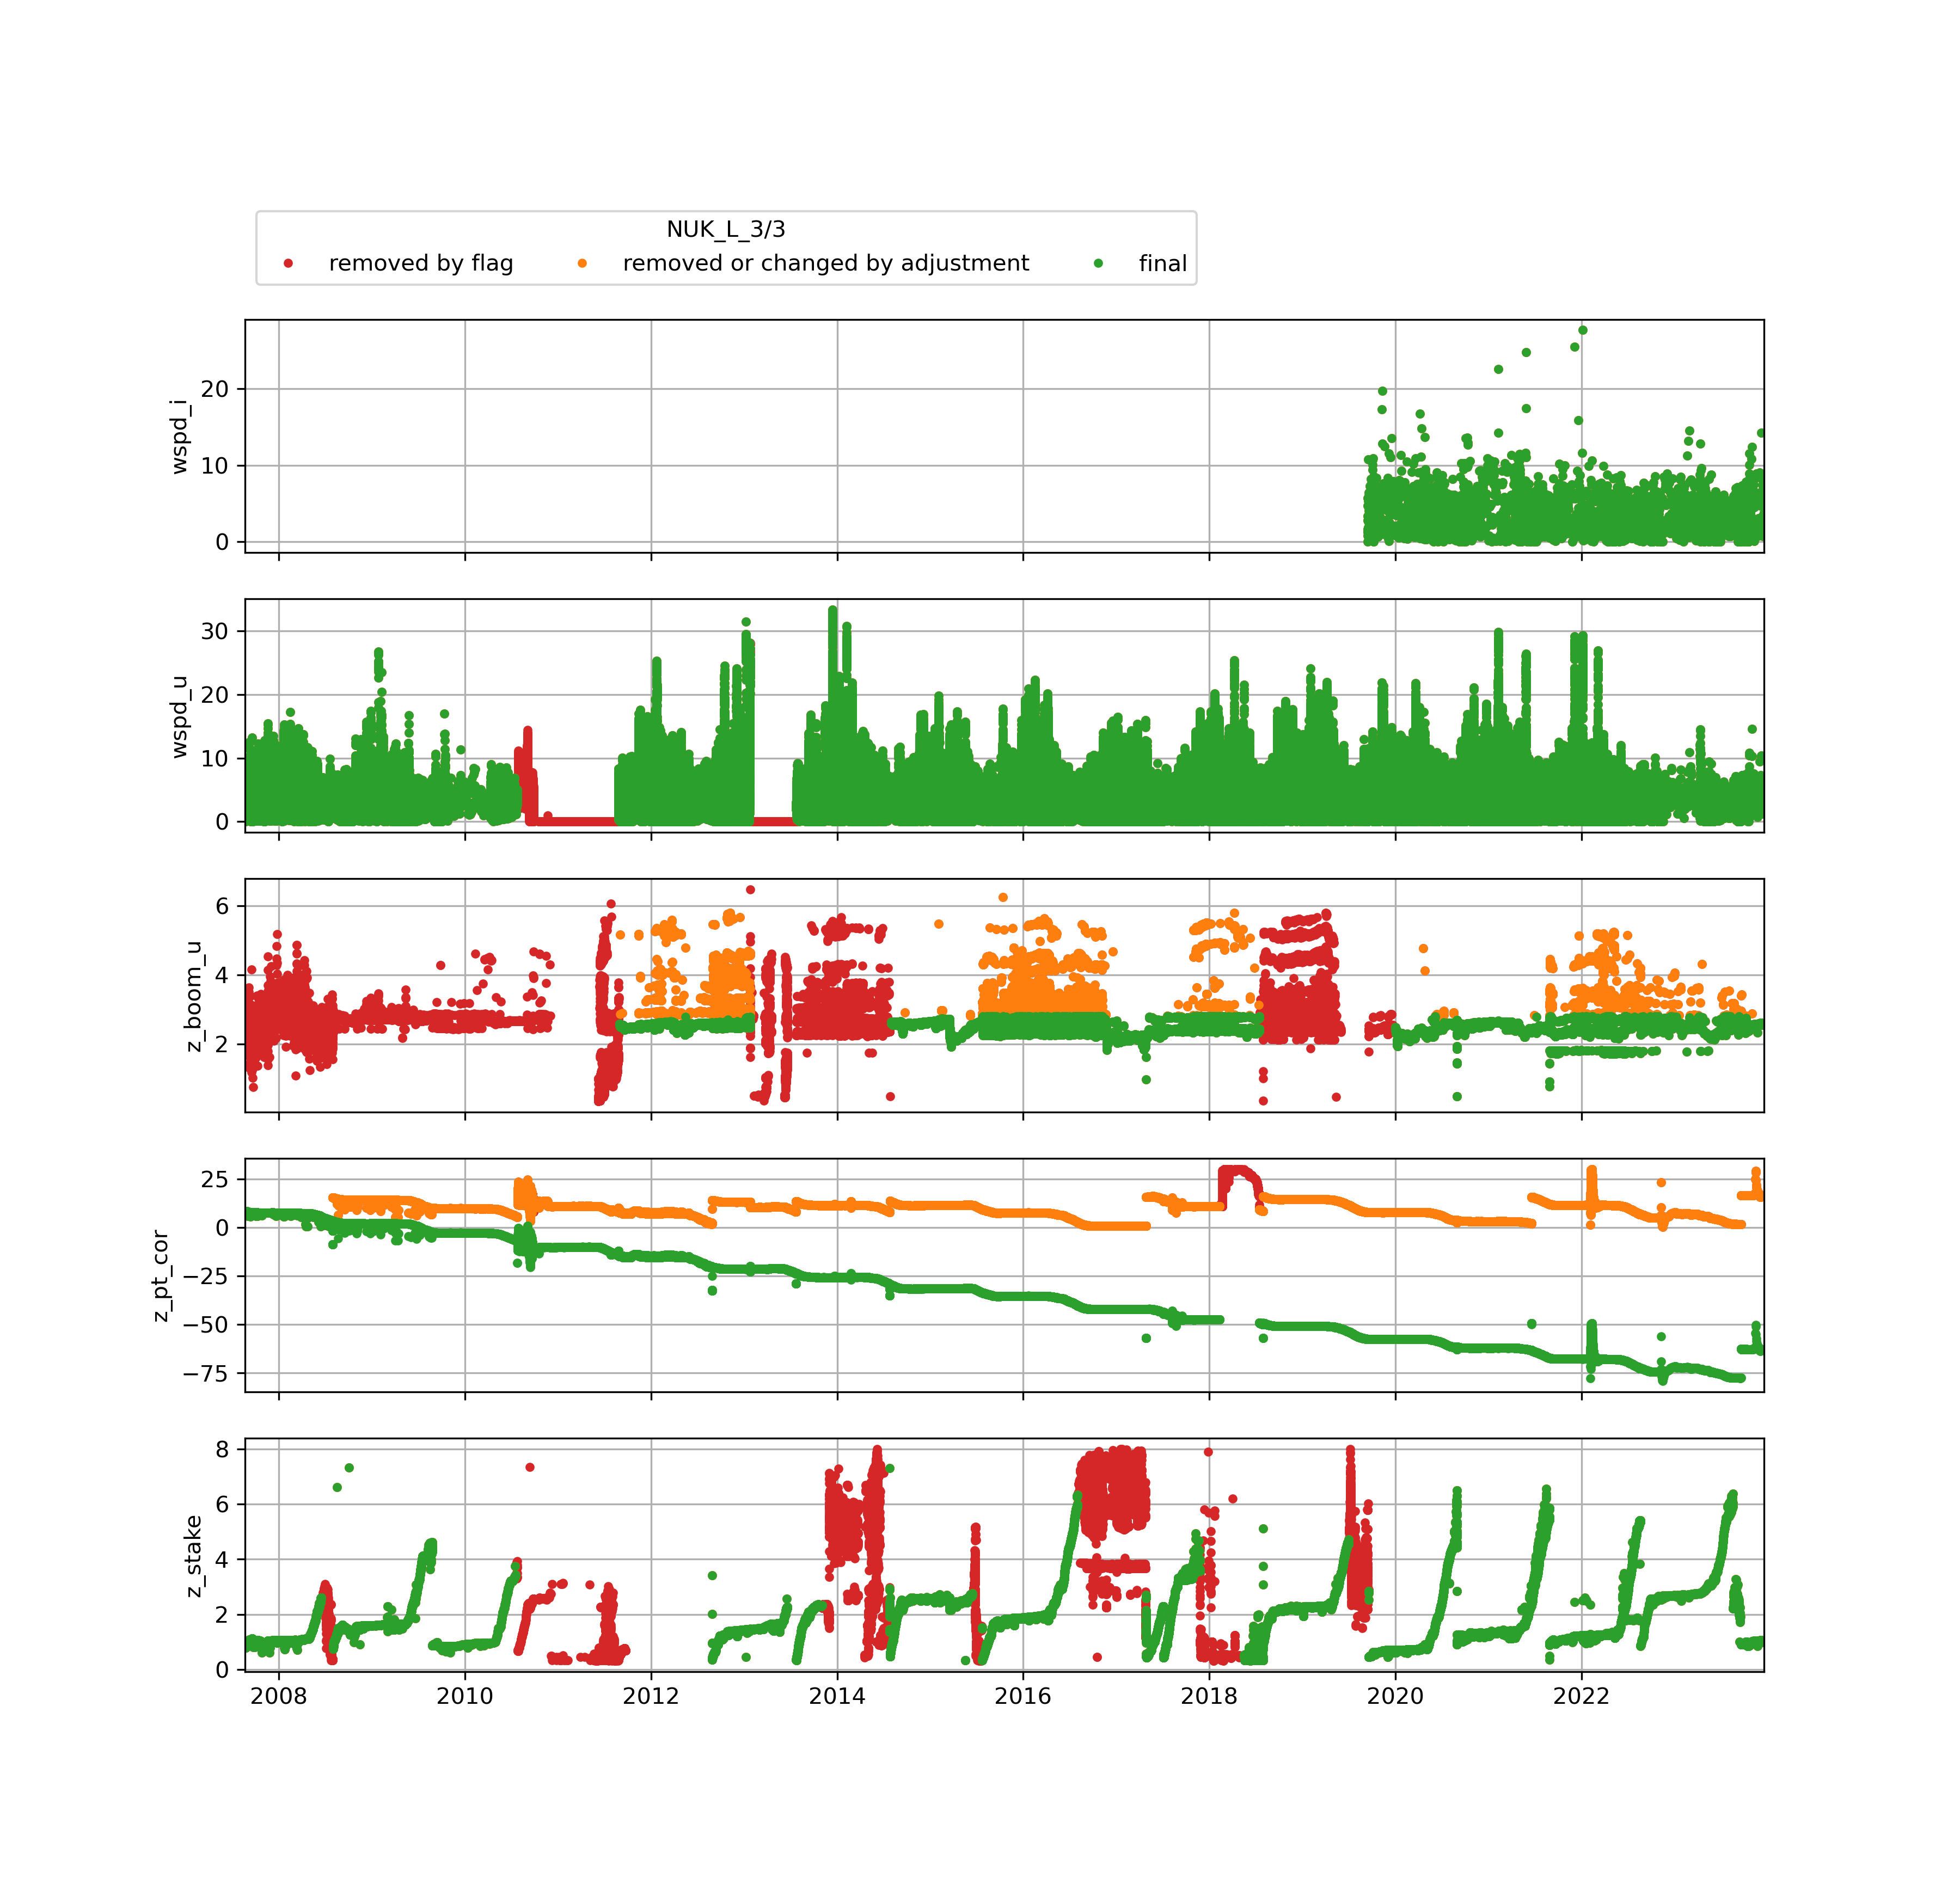 NUK_L_3/3
removed by flag removed or changed by adjustment final
20
10
0
wspd_i
30
20
10
0
wspd_u
6
4
2
z_boom_u
25
0
−25
−50
−75
z_pt_cor
8
6
4
2
0
z_stake
2008 2010 2012 2014 2016 2018 2020 2022